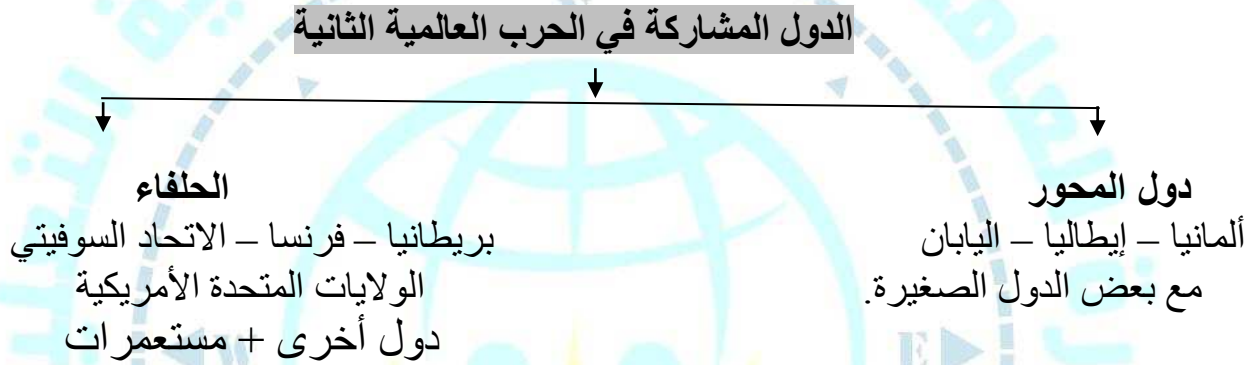 الدول المشاركة في الحرب العالمية الثانية
دول المحور
ألمانيا – إيطاليا – اليابان
مع بعض الدول الصغيرة.
الحلفاء
بريطانيا – فرنسا – الاتحاد السوفيتي
الولايات المتحدة الأمريكية
دول أخرى + مستعمرات
E